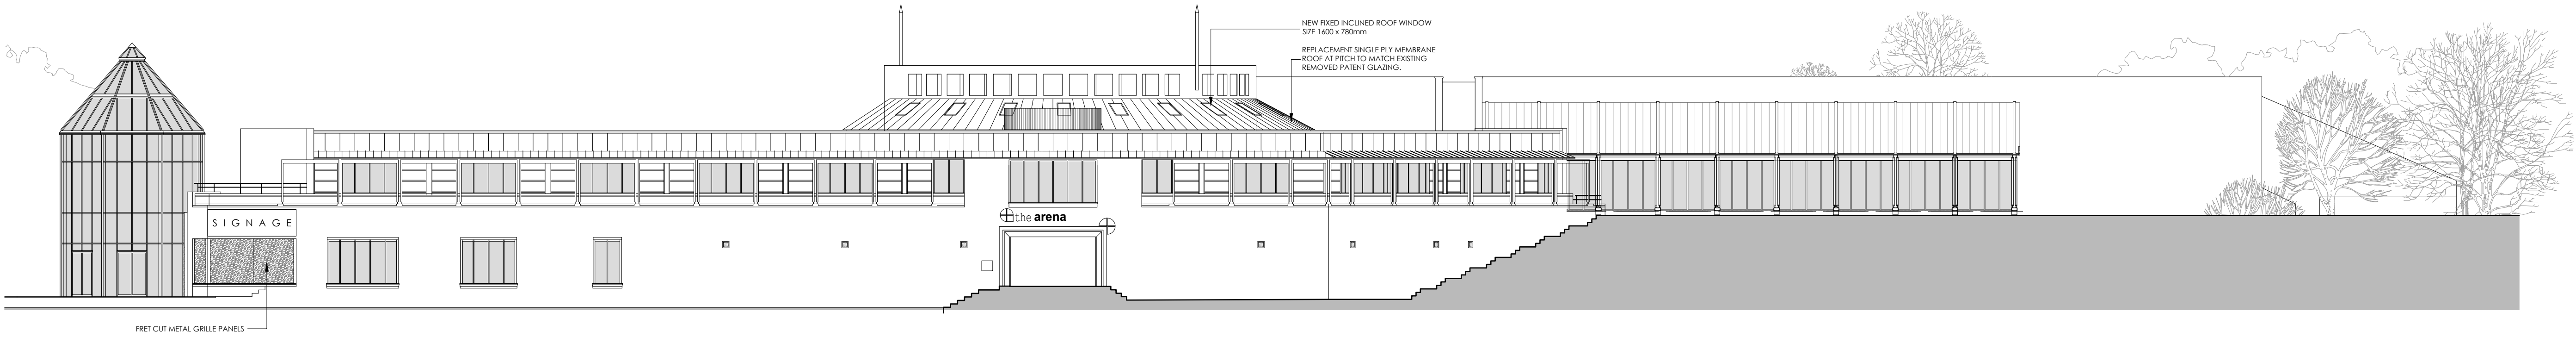 NEW FIXED INCLINED ROOF WINDOW
SIZE 1600 x 780mm
REPLACEMENT SINGLE PLY MEMBRANE
ROOF AT PITCH TO MATCH EXISTING
REMOVED PATENT GLAZING.
SIGNAGE
the arena
FRET CUT METAL GRILLE PANELS